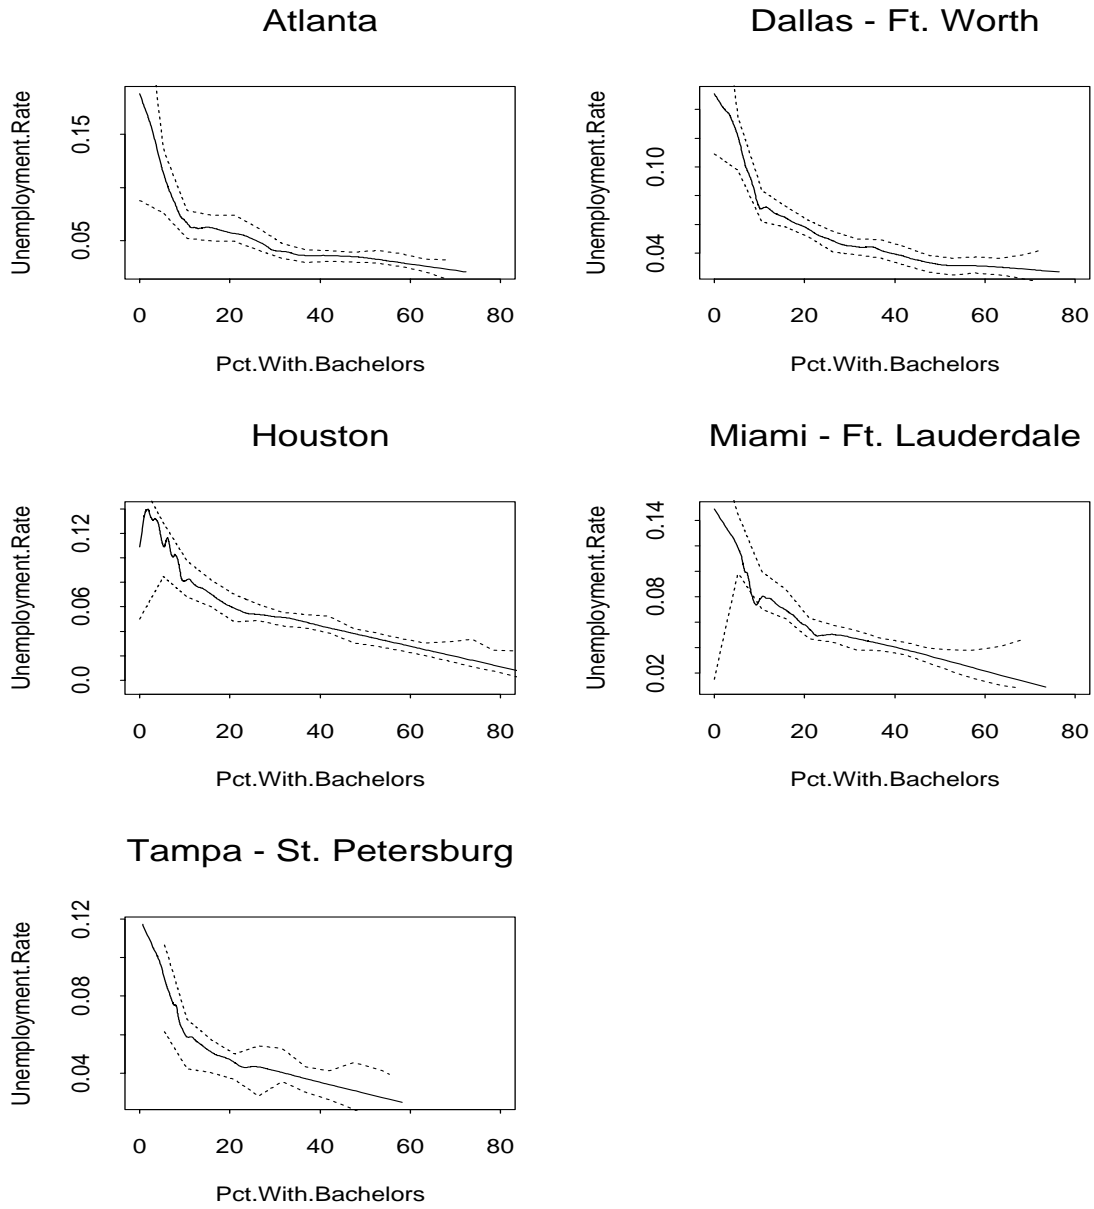 Atlanta
Unemployment.Rate
0.05 0.15
0 20 40 60 80
Pct.With.Bachelors
Dallas - Ft. Worth
Unemployment.Rate
0.04 0.10
0 20 40 60 80
Pct.With.Bachelors
Houston
Unemployment.Rate
0.0 0.06 0.12
0 20 40 60 80
Pct.With.Bachelors
Miami - Ft. Lauderdale
Unemployment.Rate
0.02 0.08 0.14
0 20 40 60 80
Pct.With.Bachelors
Tampa - St. Petersburg
Unemployment.Rate
0.04 0.08 0.12
0 20 40 60 80
Pct.With.Bachelors